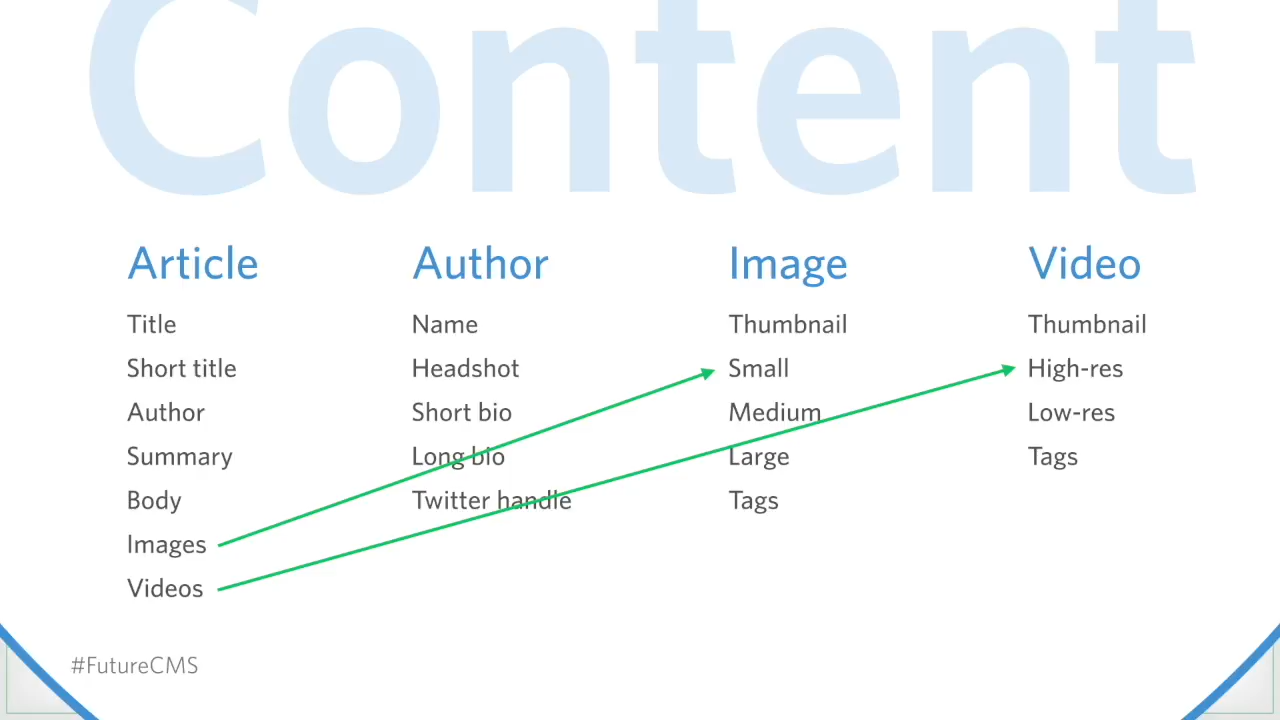 Content
Article
Title
Short title
Author
Summary
Body
Images
Videos
Author
Name
Headshot
Short bio
Long bio
Twitter handle
Image
Thumbnail
Small
Medium
Large
Tags
Video
Thumbnail
High-res
Low-res
Tags
#FutureCMS